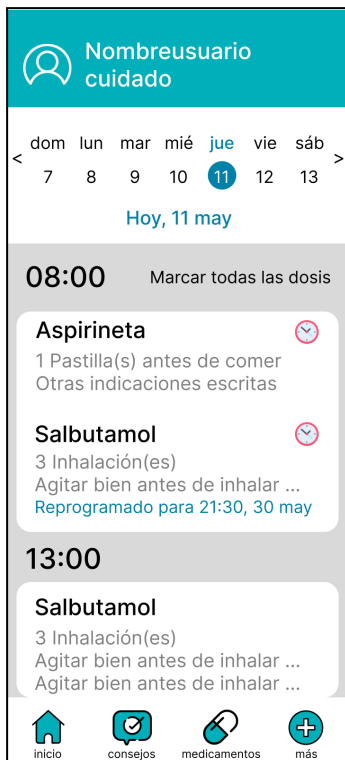 Nombreusuario
cuidado
dom lun mar mié jue vie sáb
< 7 8 9 10 11 12 13 >
Hoy, 11 may
08:00 Marcar todas las dosis
Aspirineta
1 Pastilla(s) antes de comer
Otras indicaciones escritas
Salbutamol
3 Inhalación(es)
Agitar bien antes de inhalar ...
Reprogramado para 21:30, 30 may
13:00
Salbutamol
3 Inhalación(es)
Agitar bien antes de inhalar ...
Agitar bien antes de inhalar ...
inicio consejos medicamentos más